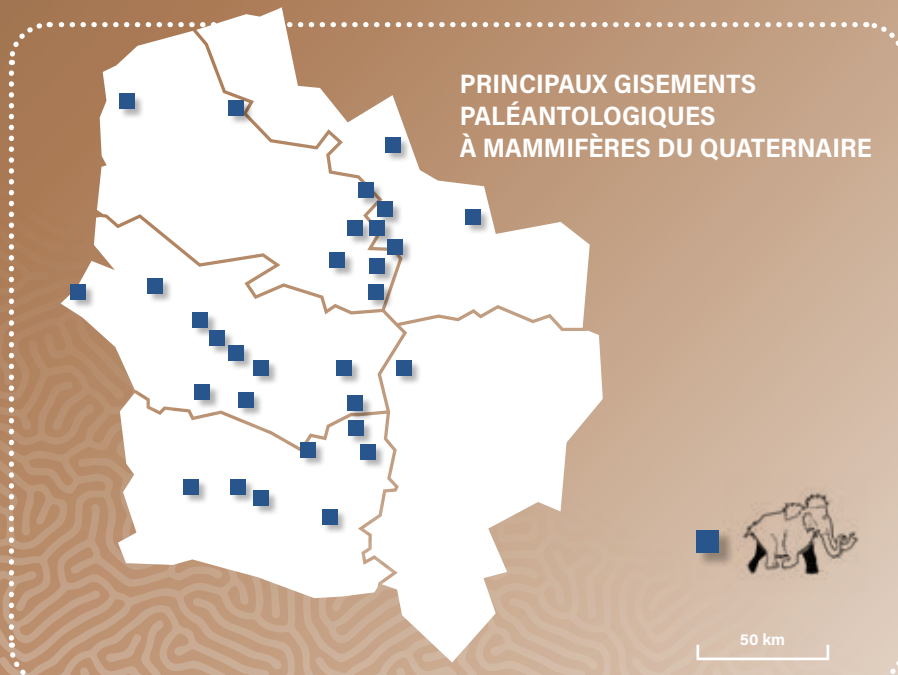 PRINCIPAUX GISEMENTS
PALÉANTOLOGIQUES
À MAMMIFÈRES DU QUATERNAIRE
50 km